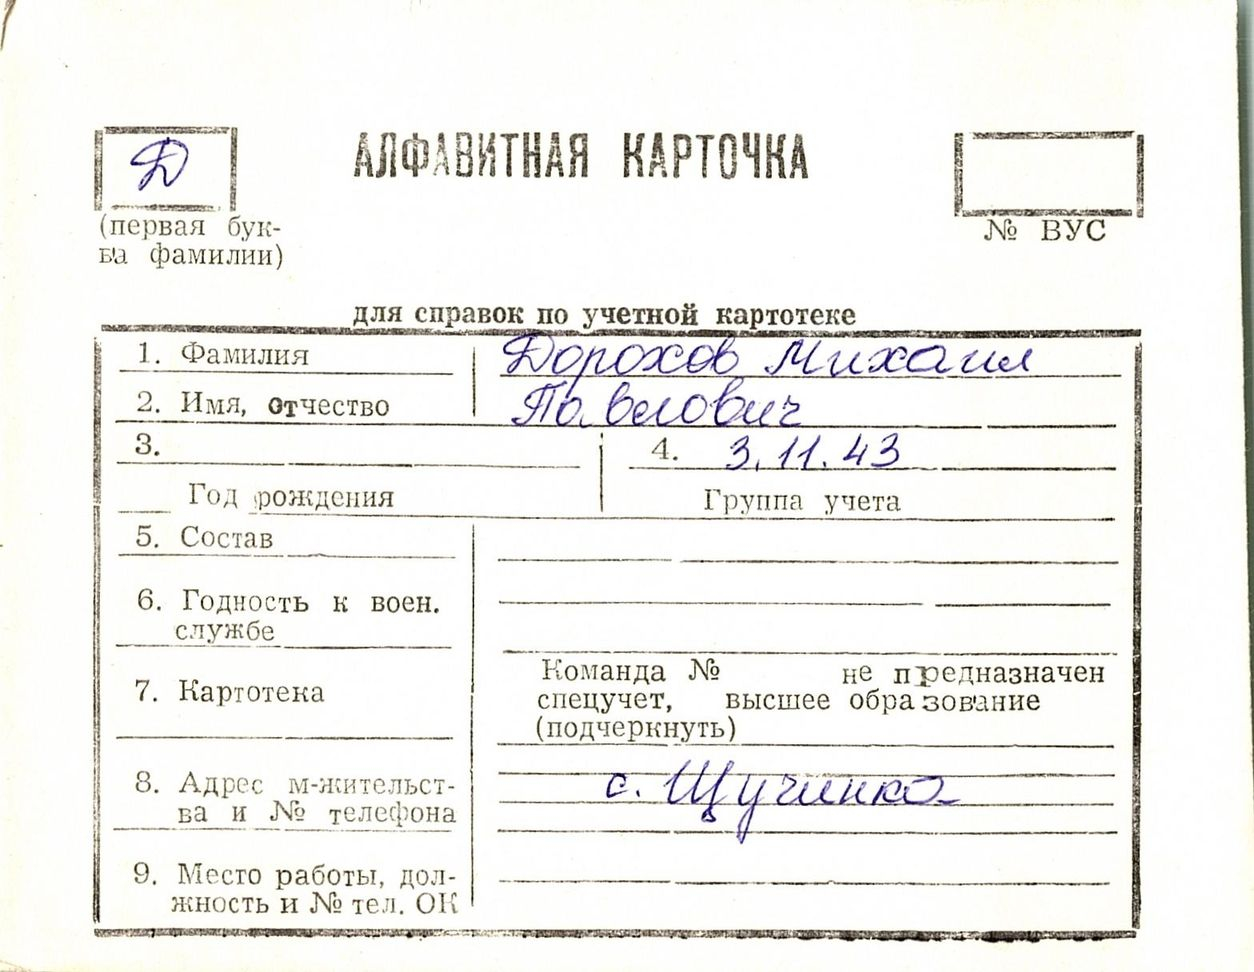 Д
АЛФАВИТНАЯ КАРТОЧКА
(первая бук-
ва фамилии)
№ ВУС
для справок по учетной картотеке
1. Фамилия Дорохов Михаил
2. Имя, отчество Павлович
3. 4. 3.11.43
Год рождения Группа учета
5. Состав
6. Годность к воен.
службе
7. Картотека
Команда № не предназначен
спецучет, высшее образование
(подчеркнуть)
8. Адрес м-жительст-
ва и № телефона
с. Щучинка
9. Место работы, дол-
жность и № тел. ОК